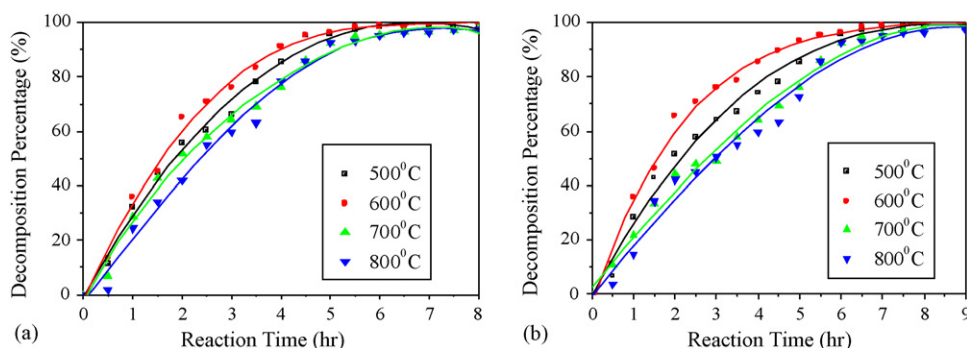 Decomposition Percentage (%)
100
80
60
40
20
0
500⁰C
600⁰C
700⁰C
800⁰C
0 1 2 3 4 5 6 7 8
(a) Reaction Time (hr)
Decomposition Percentage (%)
100
80
60
40
20
0
500⁰C
600⁰C
700⁰C
800⁰C
0 1 2 3 4 5 6 7 8 9
(b) Reaction Time (hr)